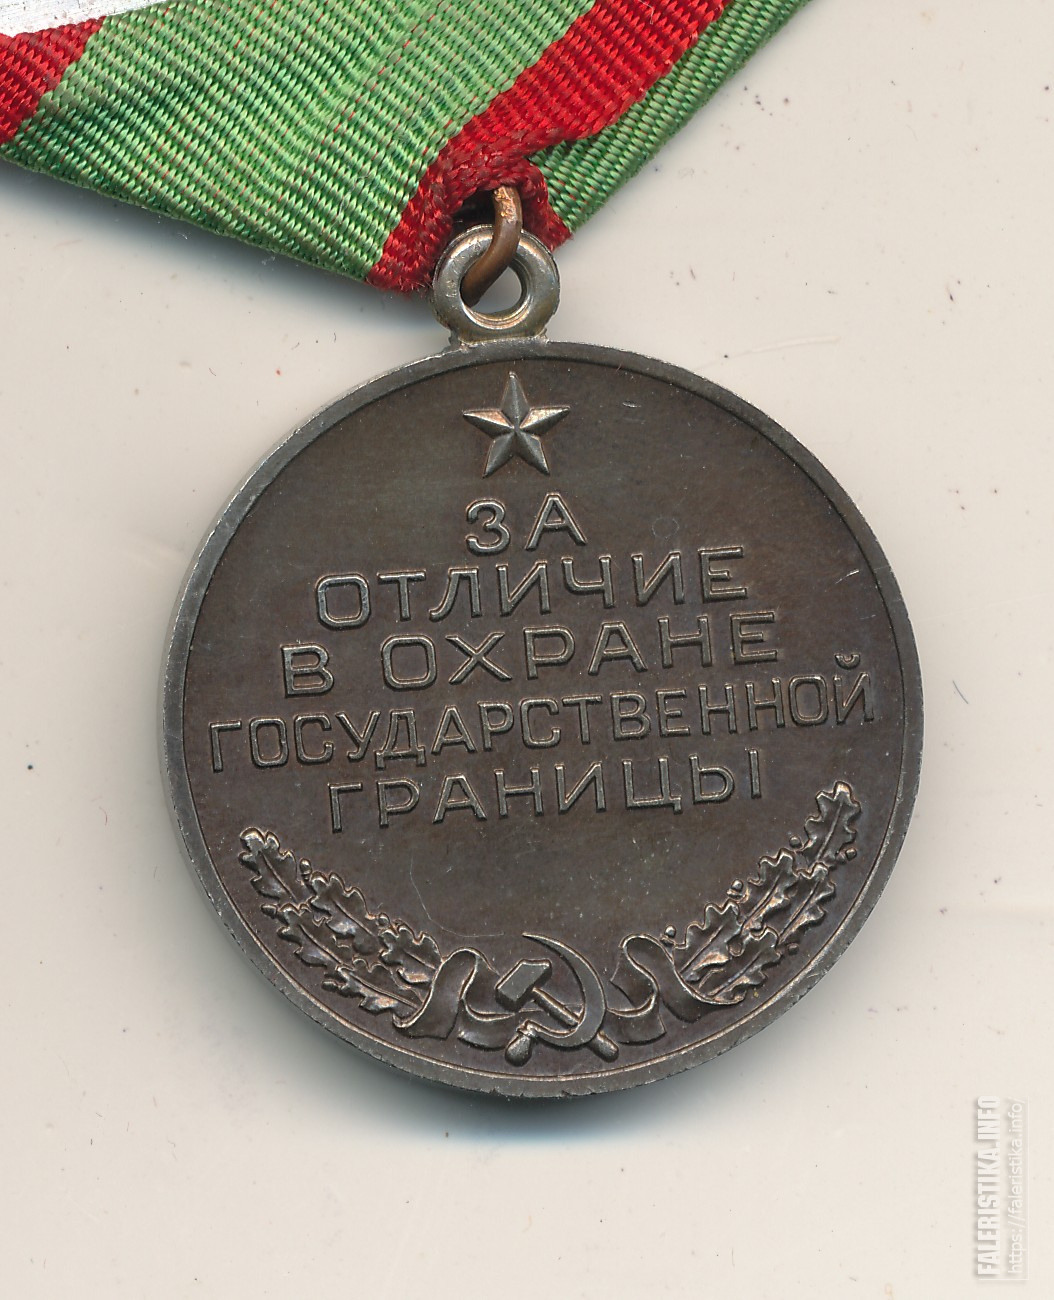 ЗА
ОТЛИЧИЕ
В ОХРАНЕ
ГОСУДАРСТВЕННОЙ
ГРАНИЦЫ
FALERISTIKA.INFO
https://faleristika.info/